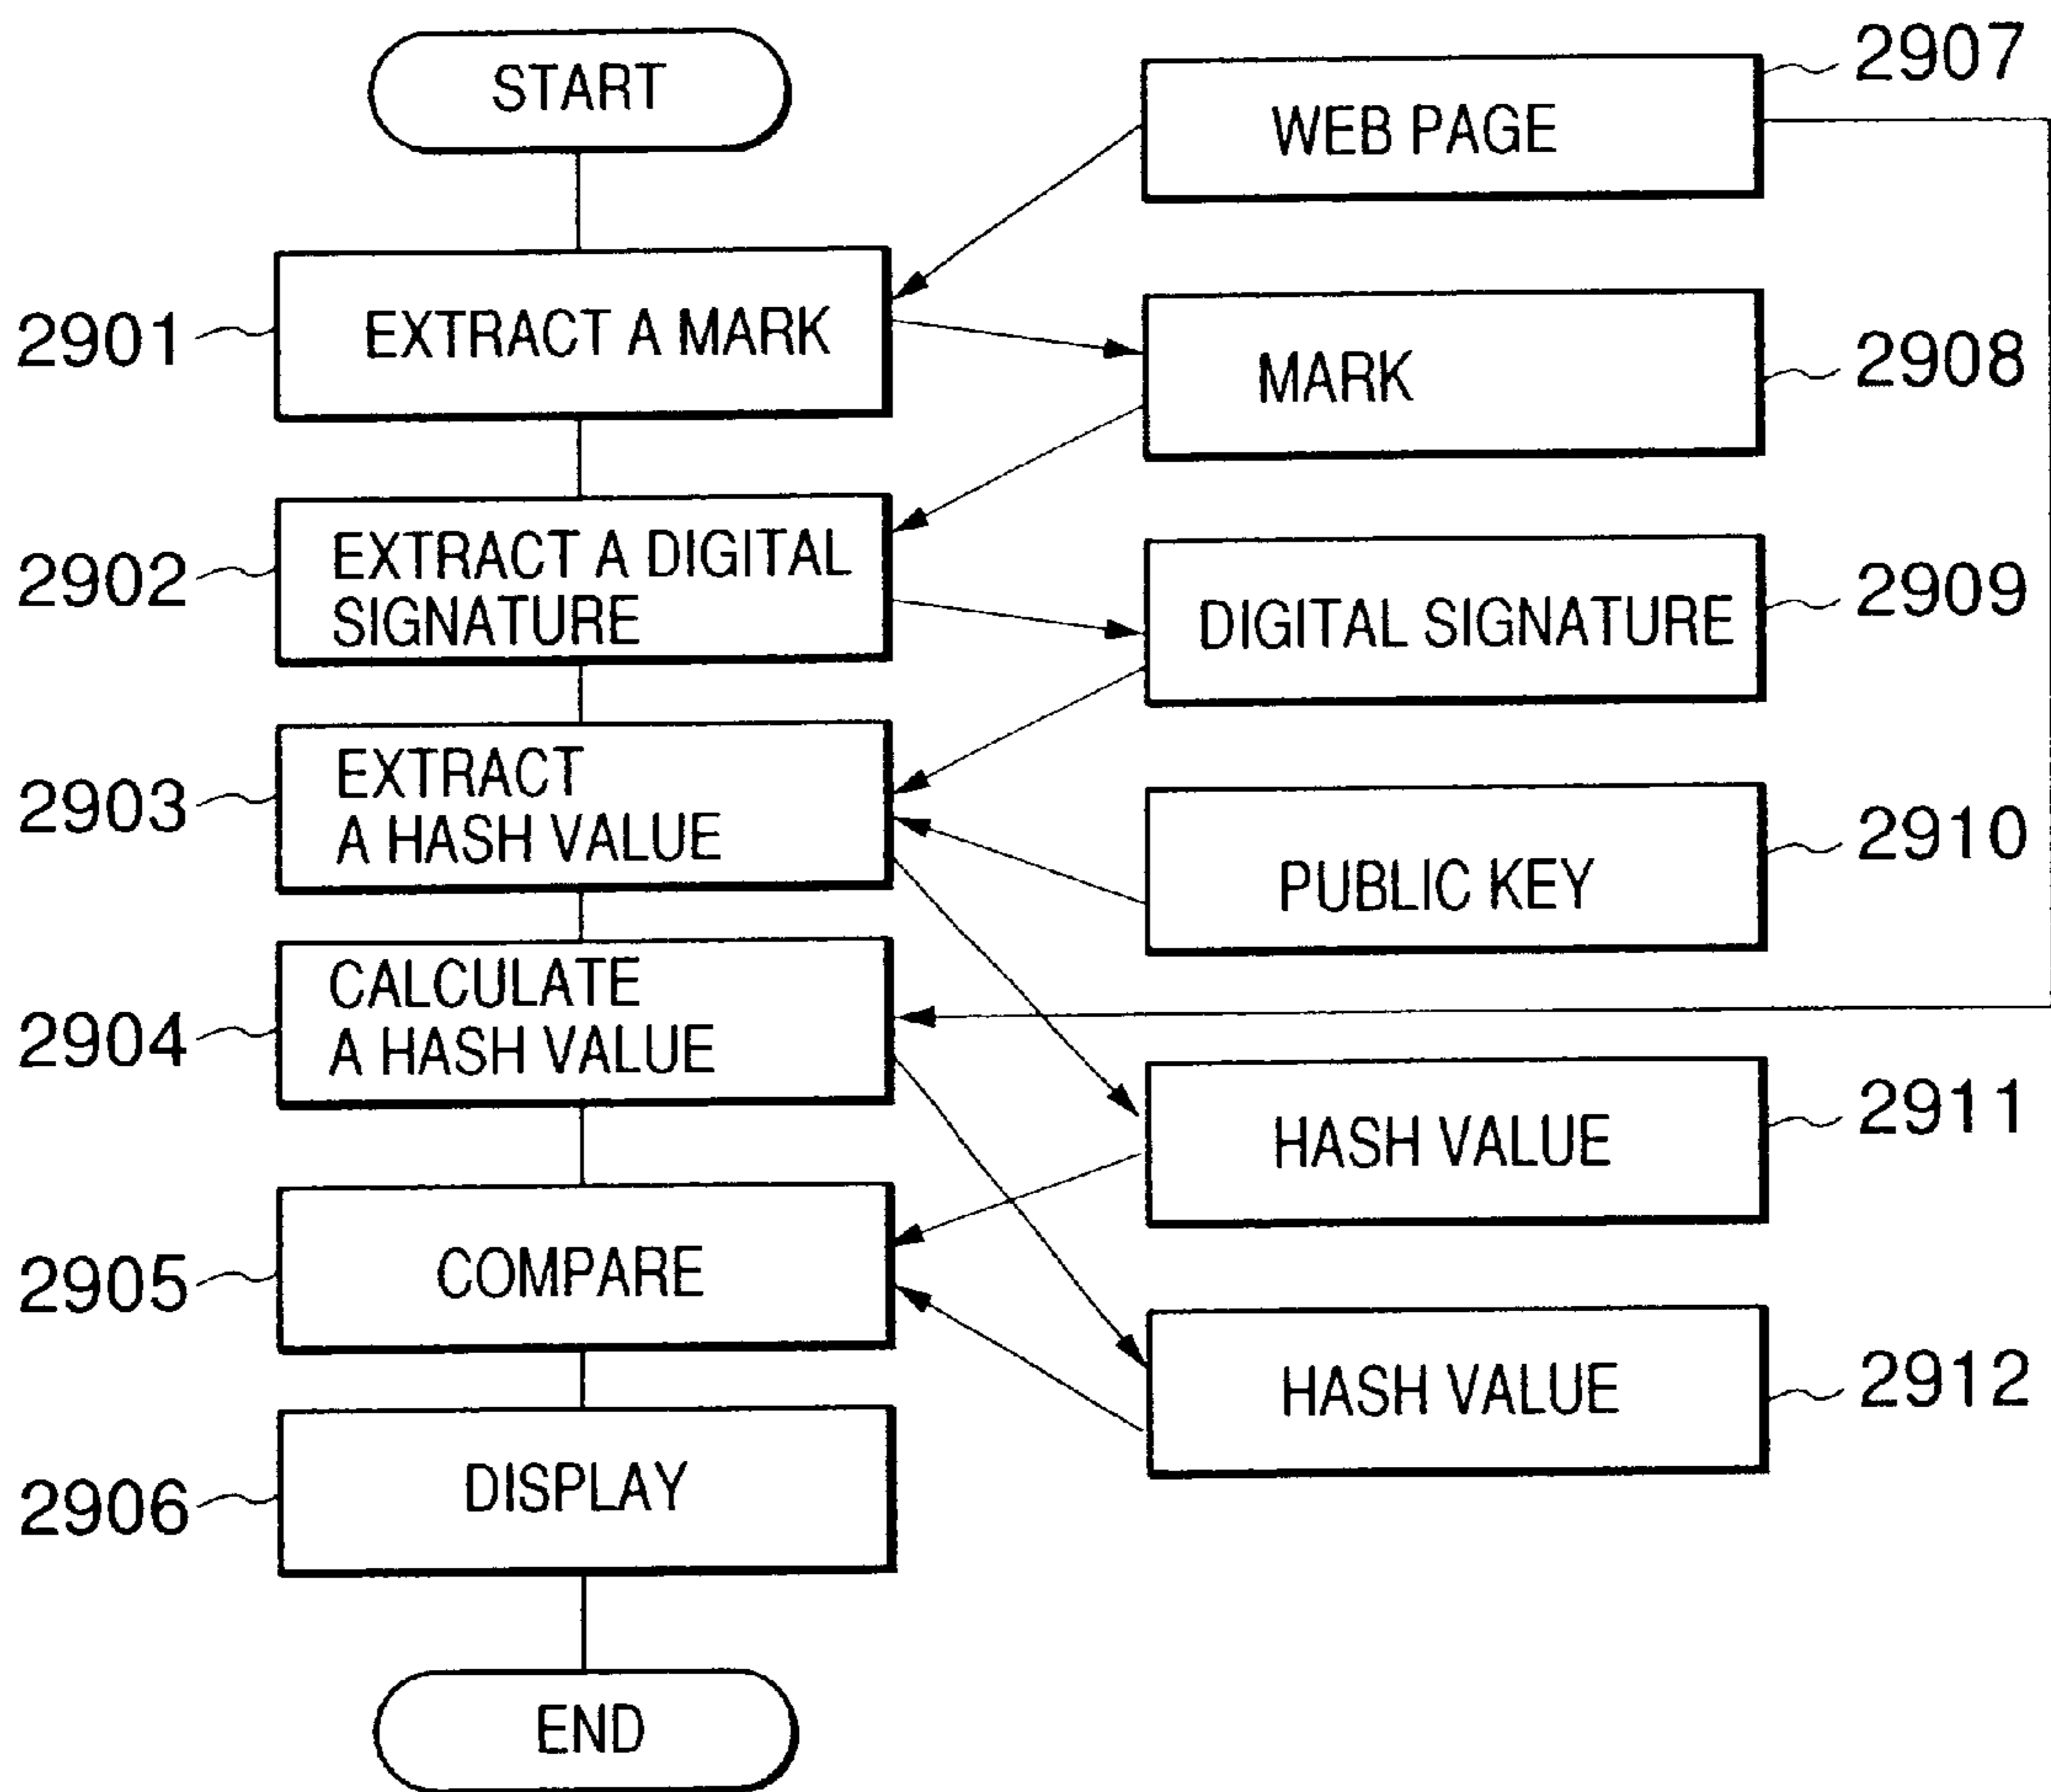 START
2907
WEB PAGE
2901
EXTRACT A MARK
2908
MARK
2902
EXTRACT A DIGITAL
SIGNATURE
2909
DIGITAL SIGNATURE
2903
EXTRACT
A HASH VALUE
2910
PUBLIC KEY
2904
CALCULATE
A HASH VALUE
2911
HASH VALUE
2905
COMPARE
2912
HASH VALUE
2906
DISPLAY
END